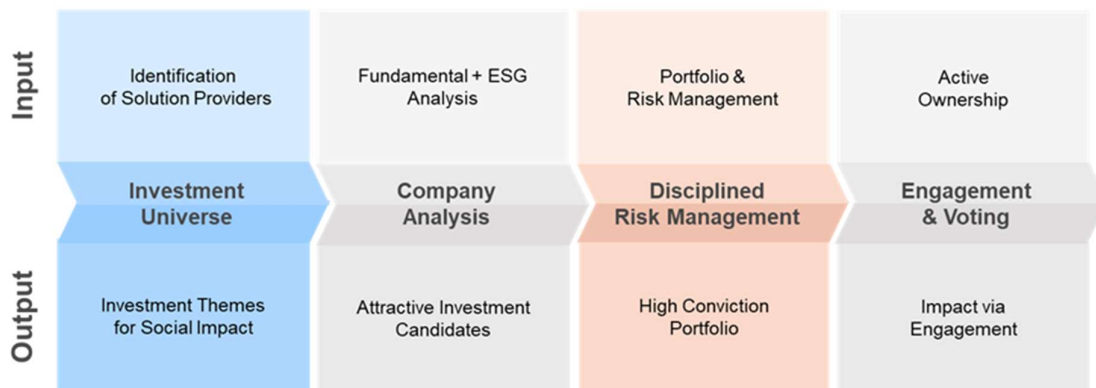 Input
Identification
of Solution Providers
Fundamental + ESG
Analysis
Portfolio &
Risk Management
Active
Ownership
Investment
Universe
Company
Analysis
Disciplined
Risk Management
Engagement
& Voting
Output
Investment Themes
for Social Impact
Attractive Investment
Candidates
High Conviction
Portfolio
Impact via
Engagement